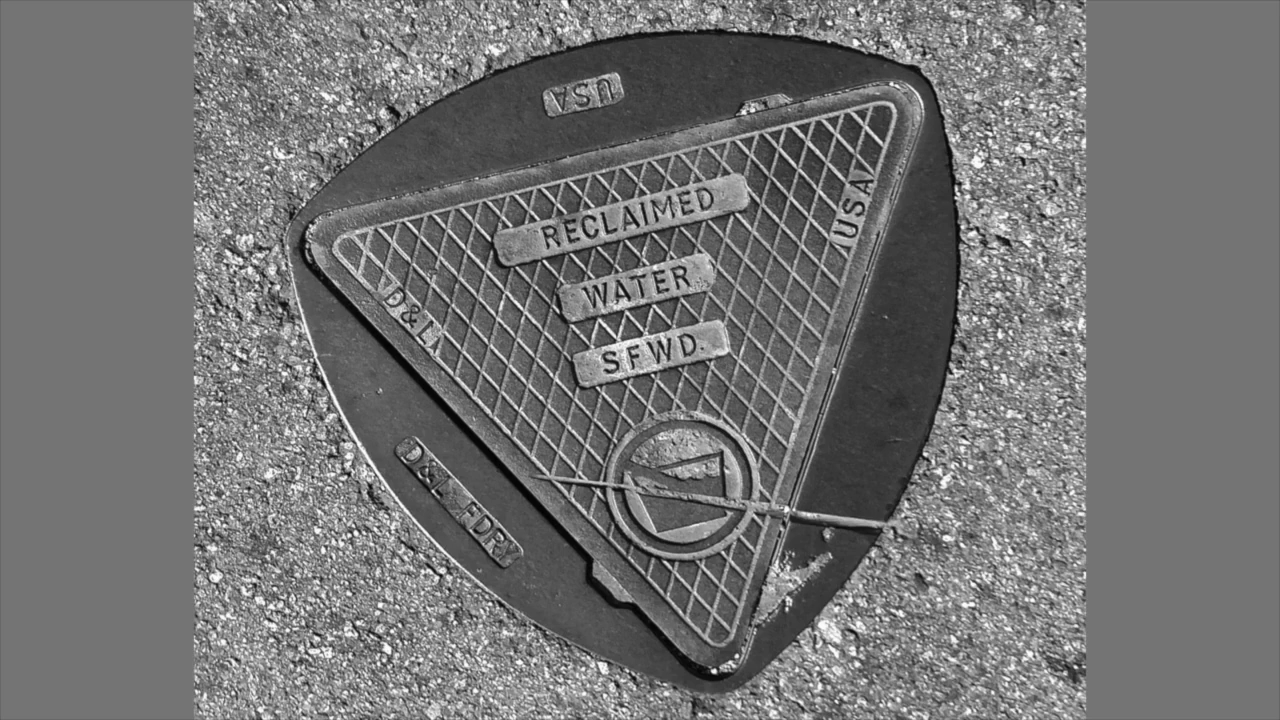 USA
RECLAIMED
WATER
SFWD.
USA
D&L
D&L FDRY